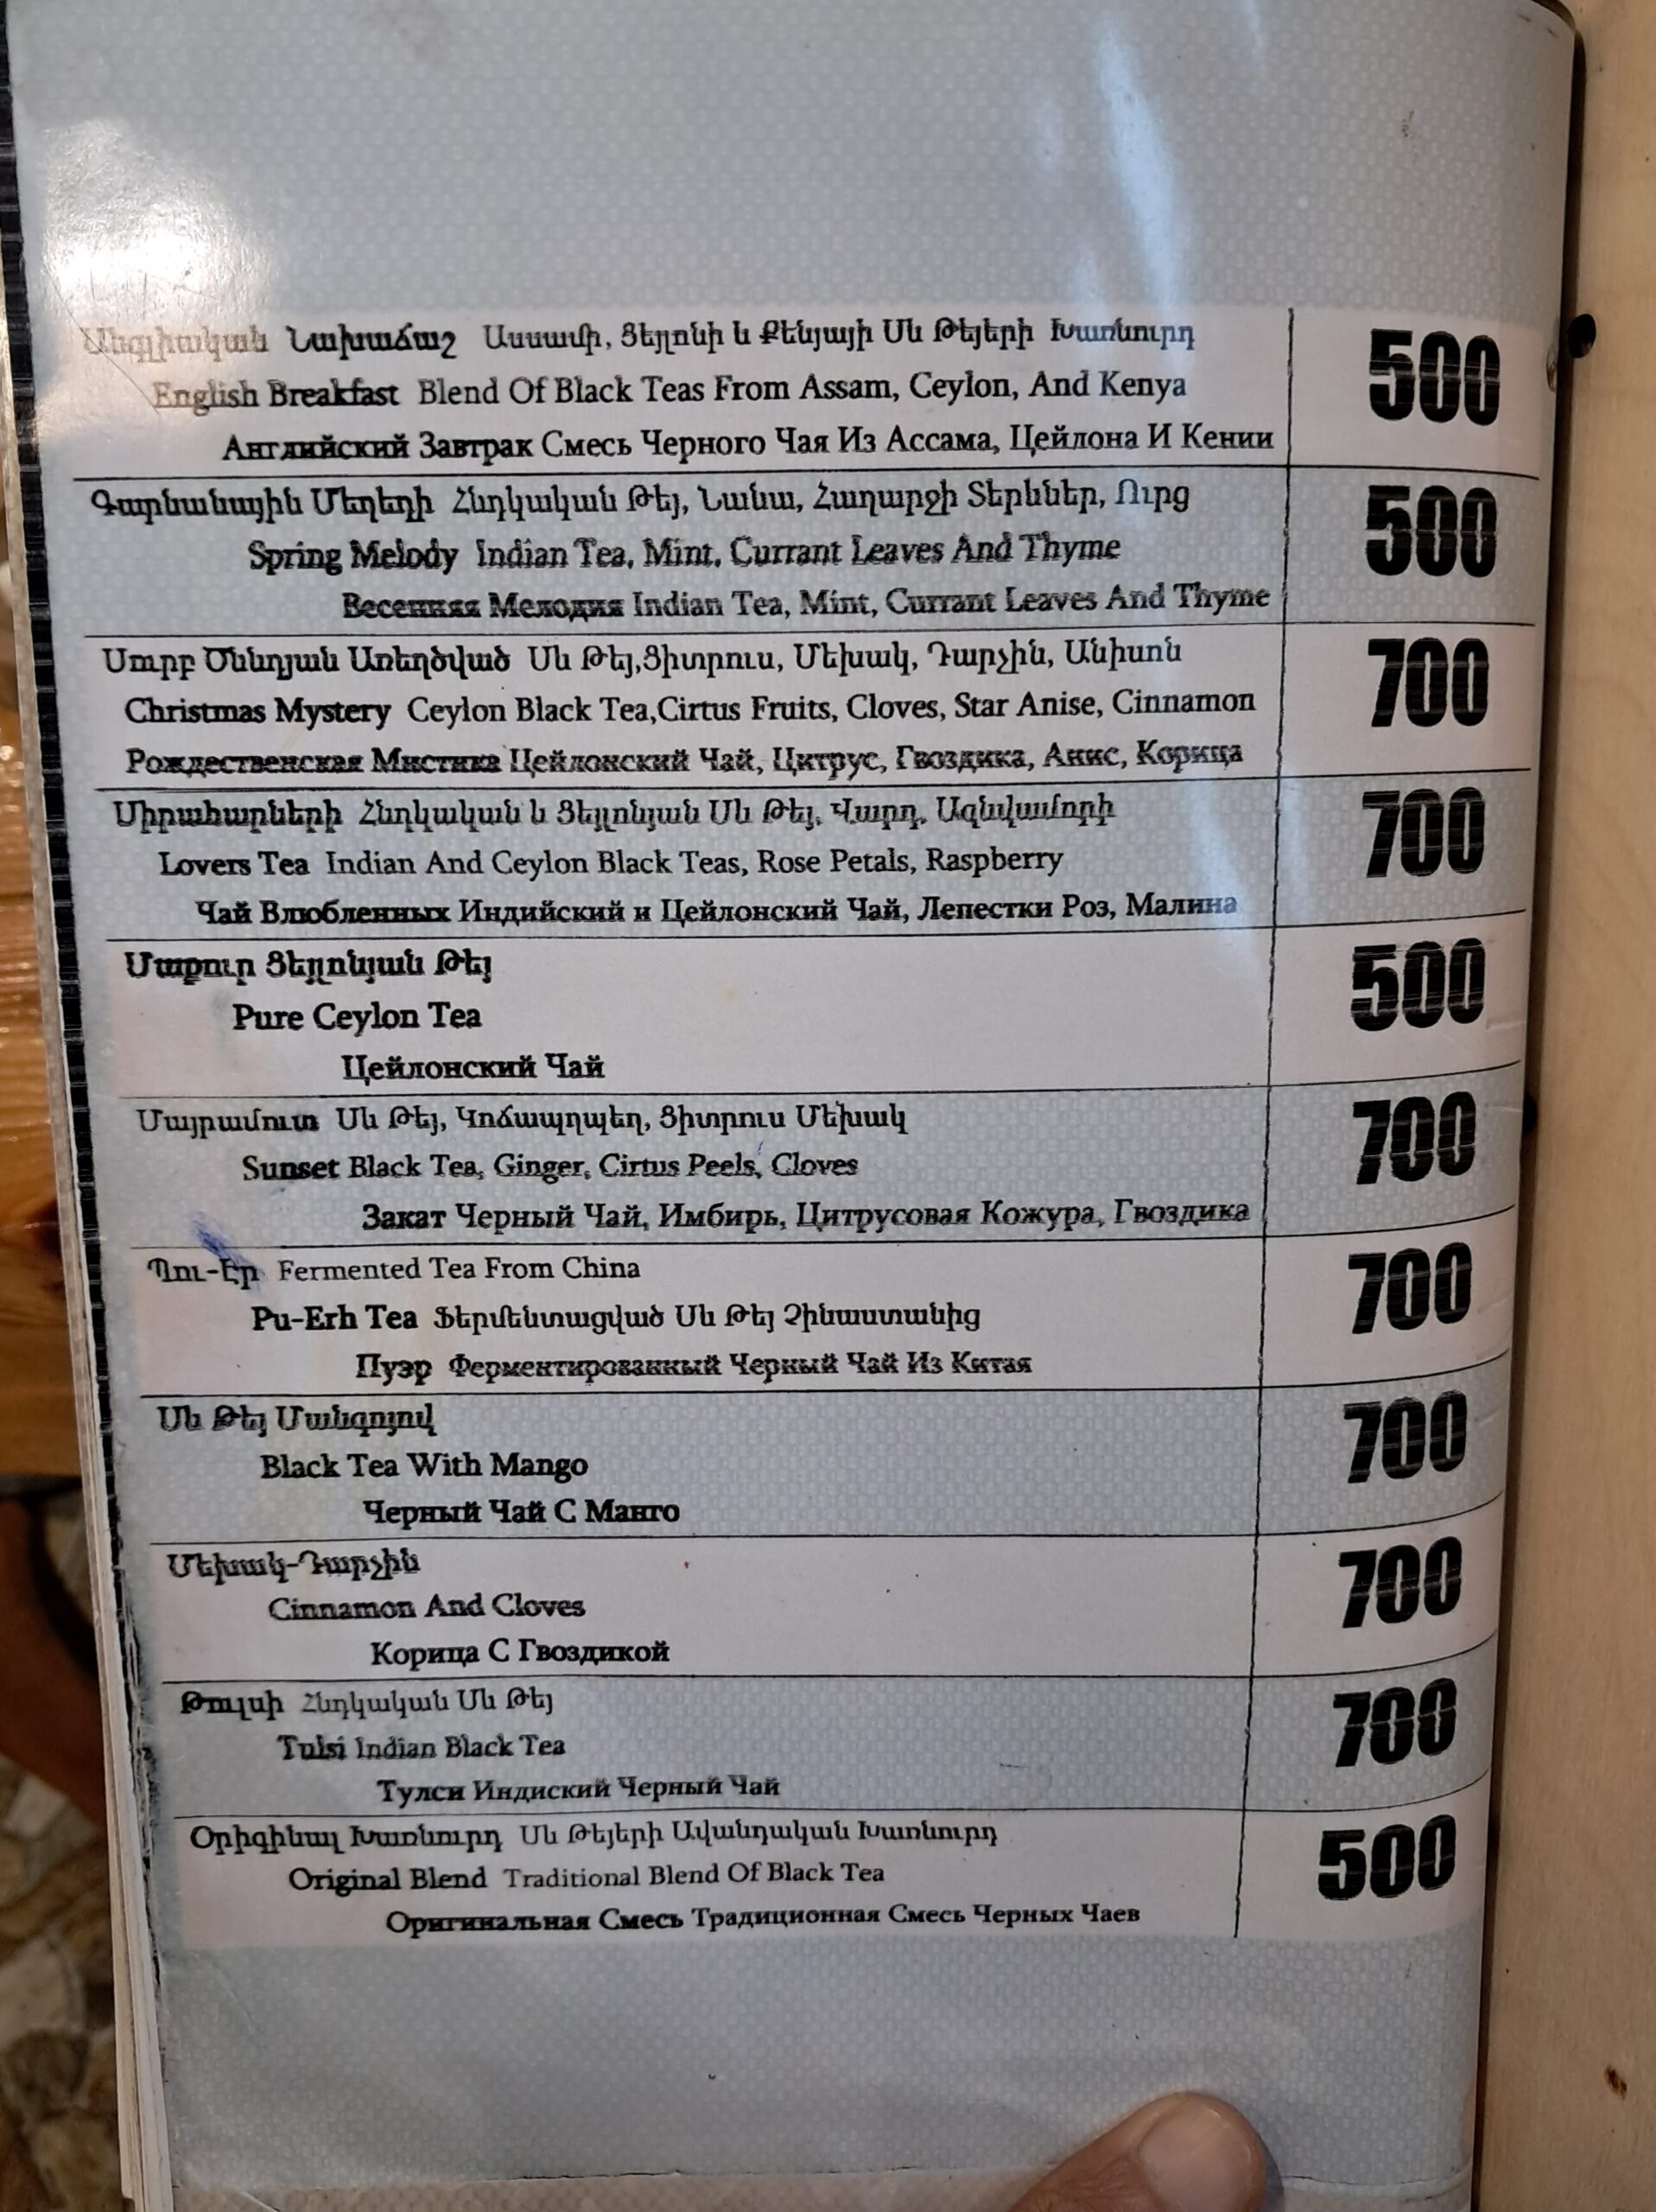 Անգլիական Նախաճաշ Ասսամի, Ցեյլոնի և Քենյայի Սև Թեյերի Խառնուրդ
English Breakfast Blend Of Black Teas From Assam, Ceylon, And Kenya
500
Английский Завтрак Смесь Черного Чая Из Ассама, Цейлона И Кении
Գարնանային Մեղեդի Հնդկական Թեյ, Նանա, Հաղարջի Տերևներ, Ուրց
Spring Melody Indian Tea, Mint, Currant Leaves And Thyme
500
Весенняя Мелодия Indian Tea, Mint, Currant Leaves And Thyme
Սուրբ Ծննդյան Առեղծված Սև Թեյ,Ցիտրուս, Մեխակ, Դարչին, Անիսոն
Christmas Mystery Ceylon Black Tea,Cirtus Fruits, Cloves, Star Anise, Cinnamon
700
Рождественская Мистика Цейлонский Чай, Цитрус, Гвоздика, Анис, Корица
Սիրահարների Հնդկական և Ցեյլոնյան Սև Թեյ, Վարդ, Ազնվամորի
Lovers Tea Indian And Ceylon Black Teas, Rose Petals, Raspberry
700
Чай Влюбленных Индийский и Цейлонский Чай, Лепестки Роз, Малина
Մաքուր Ցեյլոնյան Թեյ
Pure Ceylon Tea
500
Цейлонский Чай
Մայրամուտ Սև Թեյ, Կոճապղպեղ, Ցիտրուս Մեխակ
Sunset Black Tea, Ginger, Cirtus Peels, Cloves
700
Закат Черный Чай, Имбирь, Цитрусовая Кожура, Гвоздика
Պու-Էր Fermented Tea From China
Pu-Erh Tea Ֆերմենտացված Սև Թեյ Չինաստանից
700
Пуэр Ферментированный Черный Чай Из Китая
Սև Թեյ Մանգոյով
Black Tea With Mango
700
Черный Чай С Манго
Մեխակ-Դարչին
Cinnamon And Cloves
700
Корица С Гвоздикой
Թուլսի Հնդկական Սև Թեյ
Tulsi Indian Black Tea
700
Тулси Индиский Черный Чай
Օրիգինալ Խառնուրդ Սև Թեյերի Ավանդական Խառնուրդ
Original Blend Traditional Blend Of Black Tea
500
Оригинальная Смесь Традиционная Смесь Черных Чаев